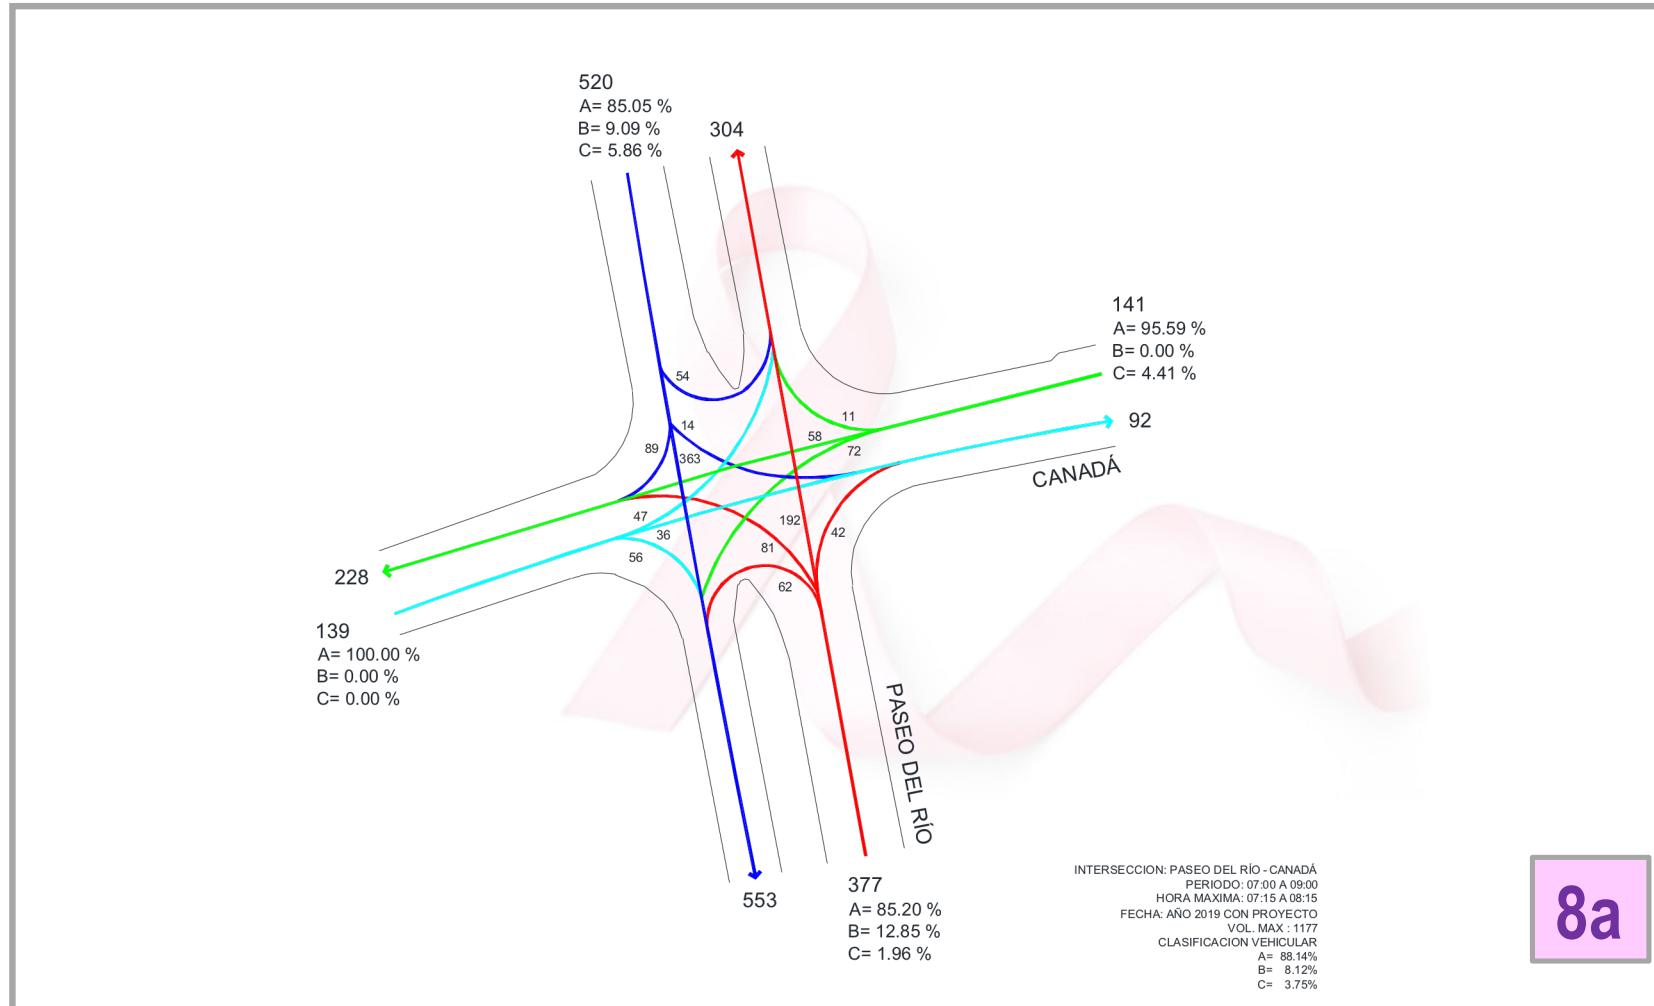 520
A= 85.05 %
B= 9.09 %
C= 5.86 %
304
141
A= 95.59 %
B= 0.00 %
C= 4.41 %
92
CANADÁ
54
14
89
363
11
58
72
47
36
56
192
42
81
62
228
139
A= 100.00 %
B= 0.00 %
C= 0.00 %
PASEO DEL RÍO
553
377
A= 85.20 %
B= 12.85 %
C= 1.96 %
INTERSECCION: PASEO DEL RÍO - CANADÁ
PERIODO: 07:00 A 09:00
HORA MAXIMA: 07:15 A 08:15
FECHA: AÑO 2019 CON PROYECTO
VOL. MAX : 1177
CLASIFICACION VEHICULAR
A= 88.14%
B= 8.12%
C= 3.75%
8a